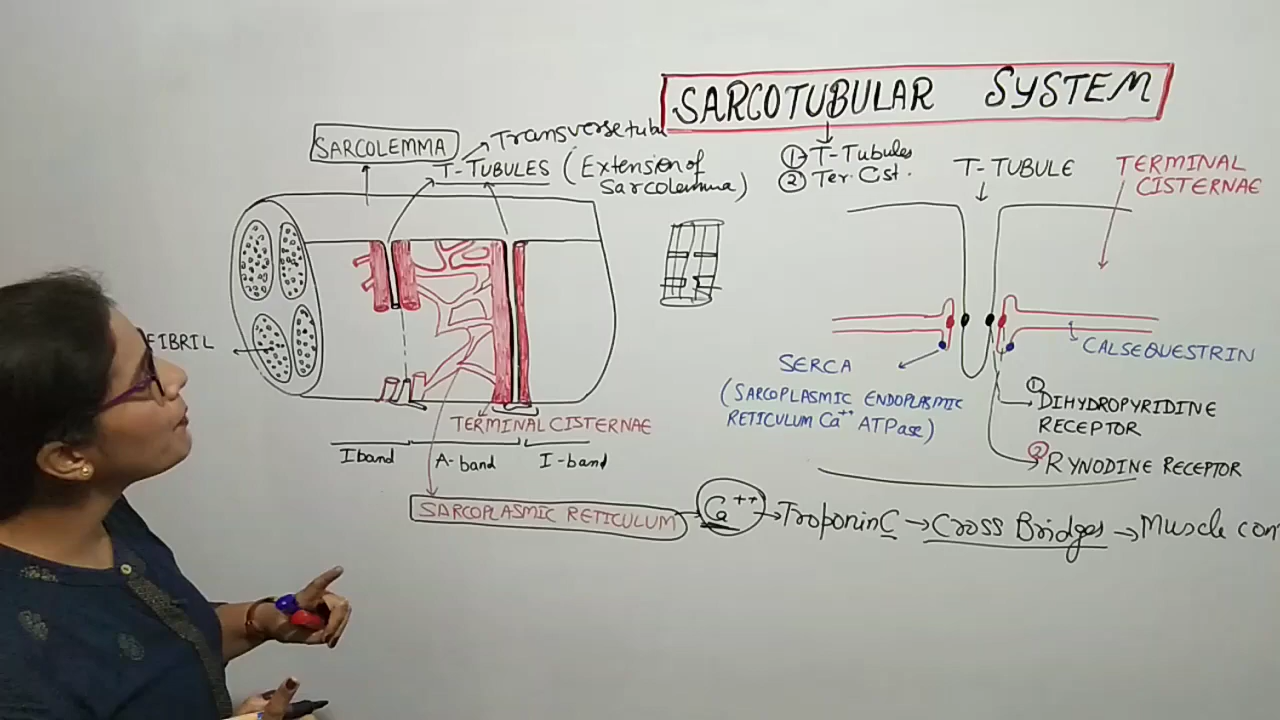 SARCOTUBULAR SYSTEM
① T-Tubules
② Ter. Cst.
SARCOLEMMA
Transverse tubu
T-TUBULES (Extension of
Sarcolemma)
FIBRIL
TERMINAL CISTERNAE
I band
A-band
I-band
SARCOPLASMIC RETICULUM
Ca++
Troponin C
Cross Bridges
Muscle con
T-TUBULE
TERMINAL
CISTERNAE
SERCA
(SARCOPLASMIC ENDOPLASMIC
RETICULUM Ca++ ATPase)
CALSEQUESTRIN
① DIHYDROPYRIDINE
RECEPTOR
② RYNODINE RECEPTOR